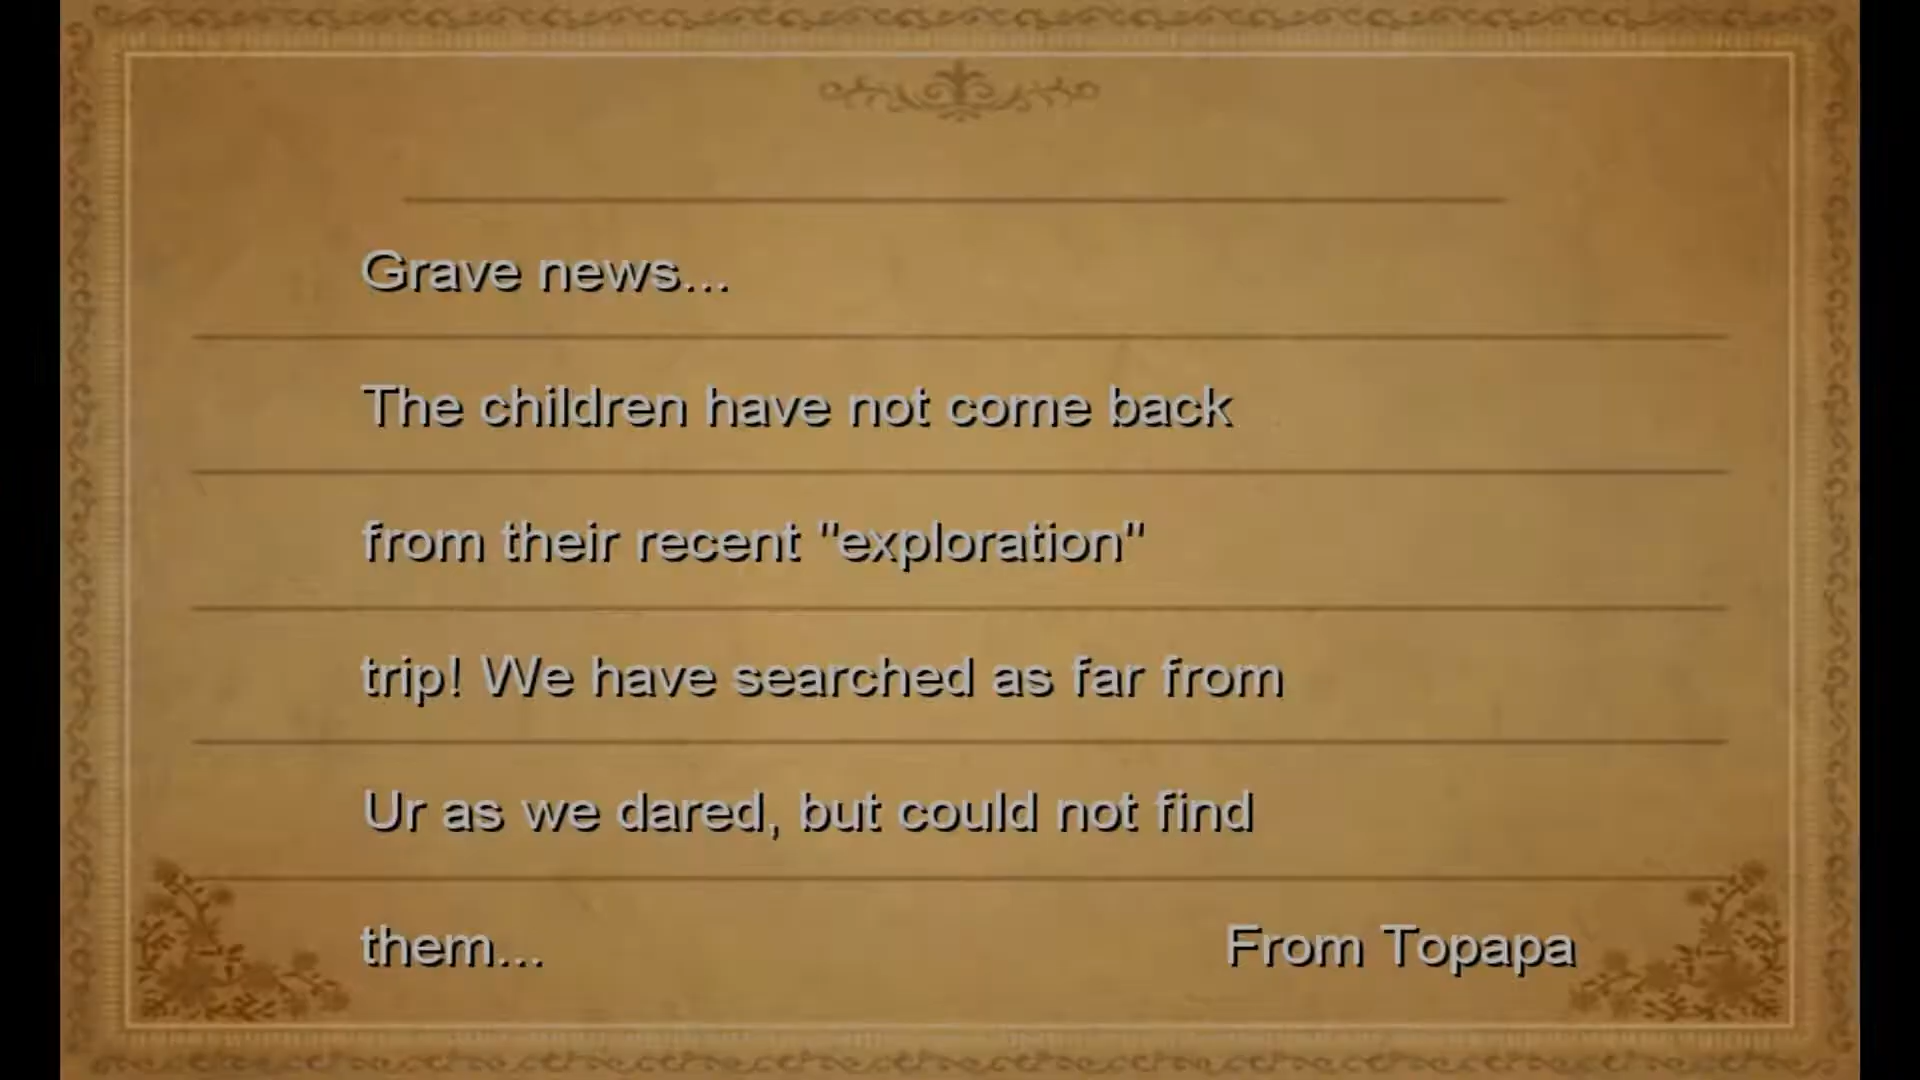 Grave news...
The children have not come back
from their recent "exploration"
trip! We have searched as far from
Ur as we dared, but could not find
them... From Topapa